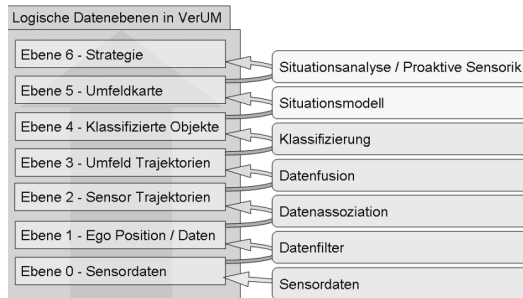 Logische Datenebenen in VerUM
Ebene 6 - Strategie
Ebene 5 - Umfeldkarte
Ebene 4 - Klassifizierte Objekte
Ebene 3 - Umfeld Trajektorien
Ebene 2 - Sensor Trajektorien
Ebene 1 - Ego Position / Daten
Ebene 0 - Sensordaten
Situationsanalyse / Proaktive Sensorik
Situationsmodell
Klassifizierung
Datenfusion
Datenassoziation
Datenfilter
Sensordaten